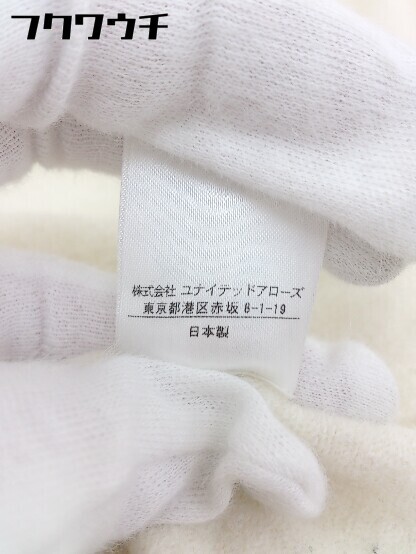 フクワウチ
株式会社 ユナイテッドアローズ
東京都港区赤坂 8-1-19
日本製